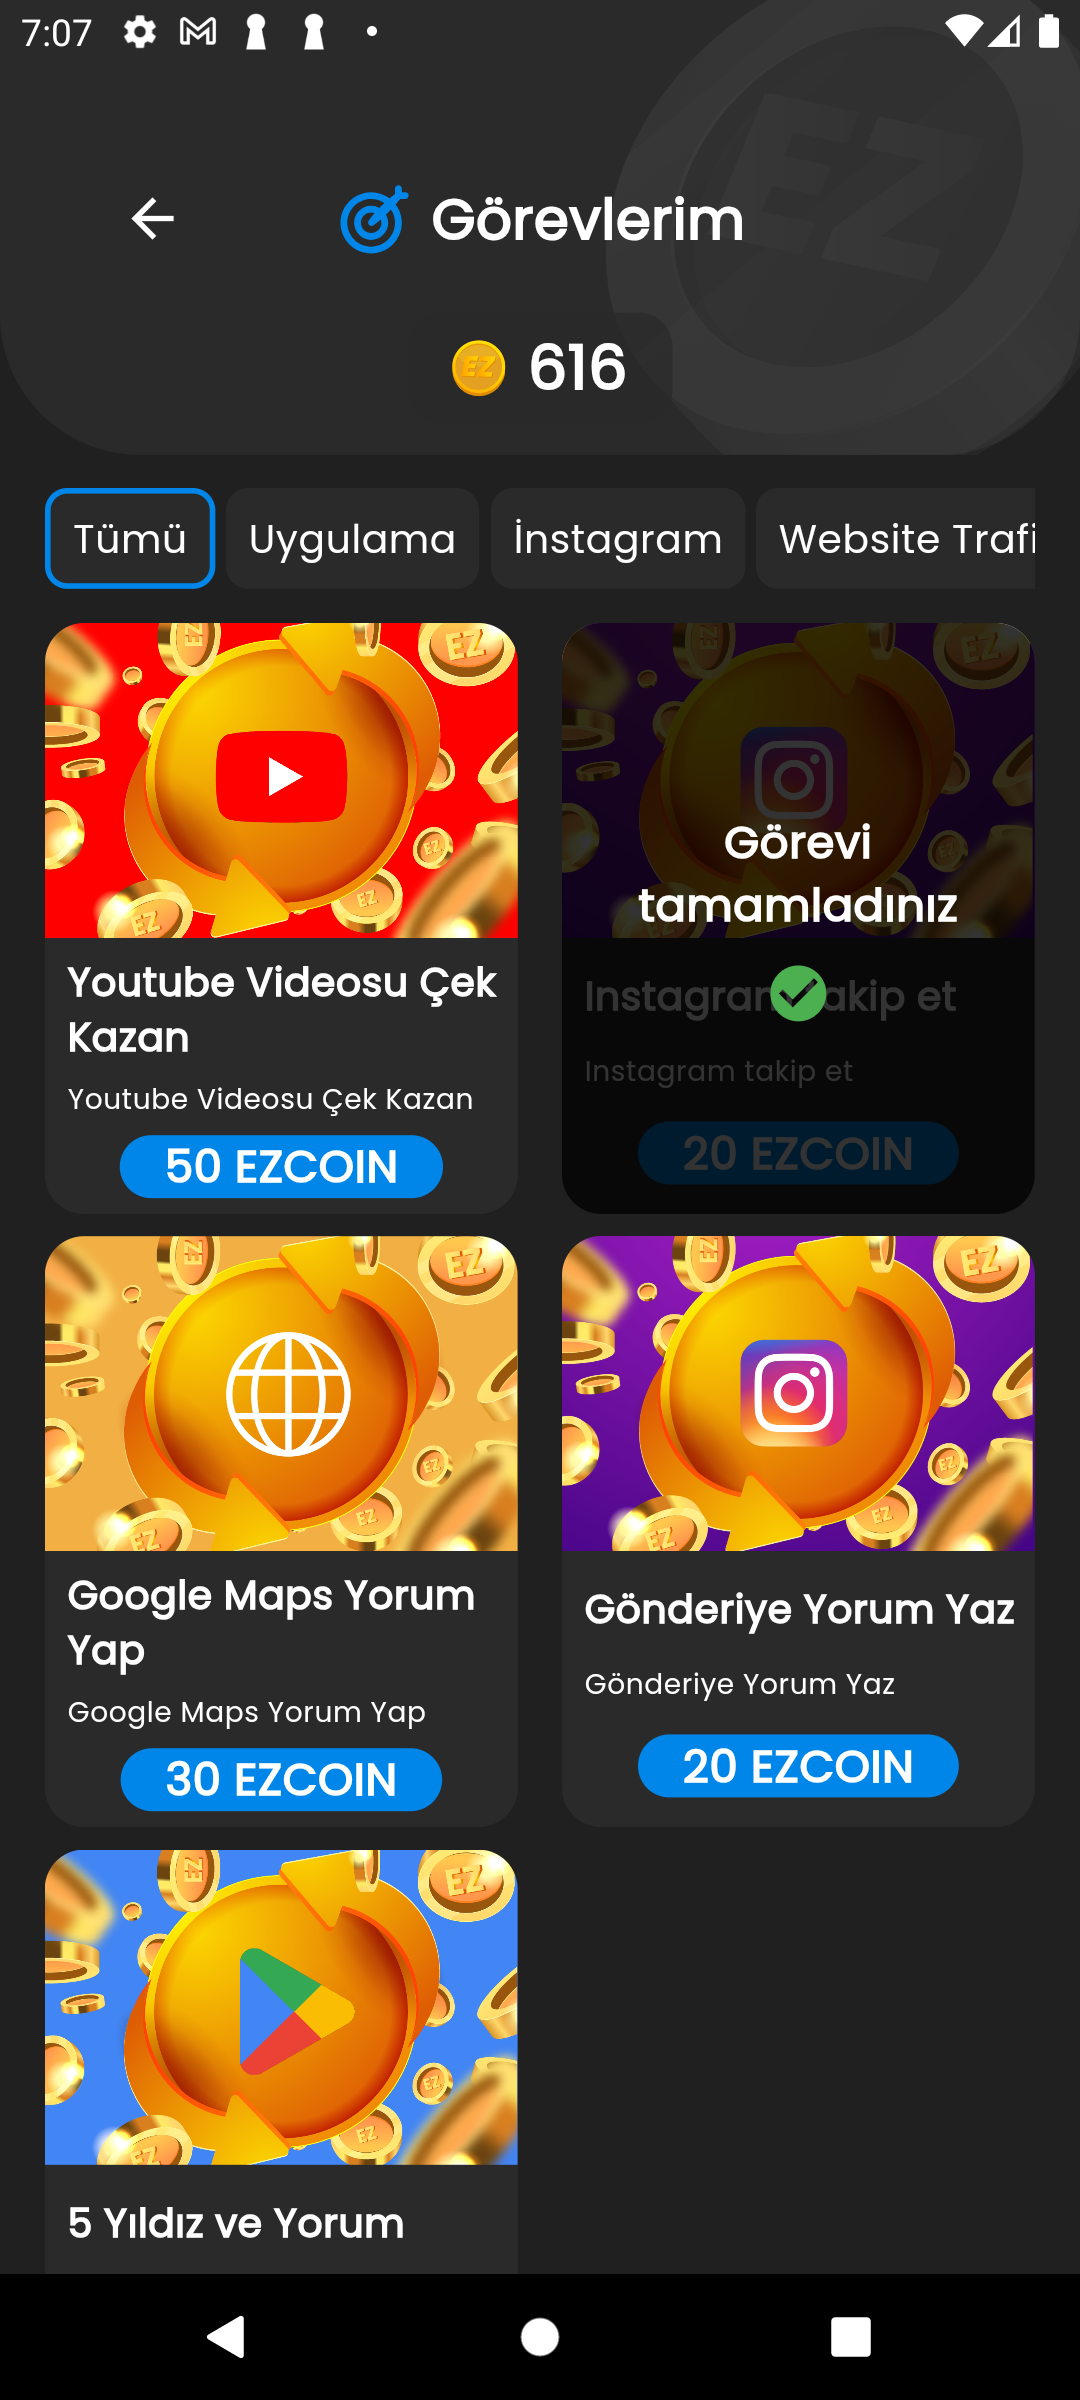 7:07
Görevlerim
616
Tümü
Uygulama
İnstagram
Website Trafi
Görevi
tamamladınız
Youtube Videosu Çek
Kazan
Youtube Videosu Çek Kazan
50 EZCOIN
Instagram takip et
Instagram takip et
20 EZCOIN
Google Maps Yorum
Yap
Google Maps Yorum Yap
30 EZCOIN
Gönderiye Yorum Yaz
Gönderiye Yorum Yaz
20 EZCOIN
5 Yıldız ve Yorum